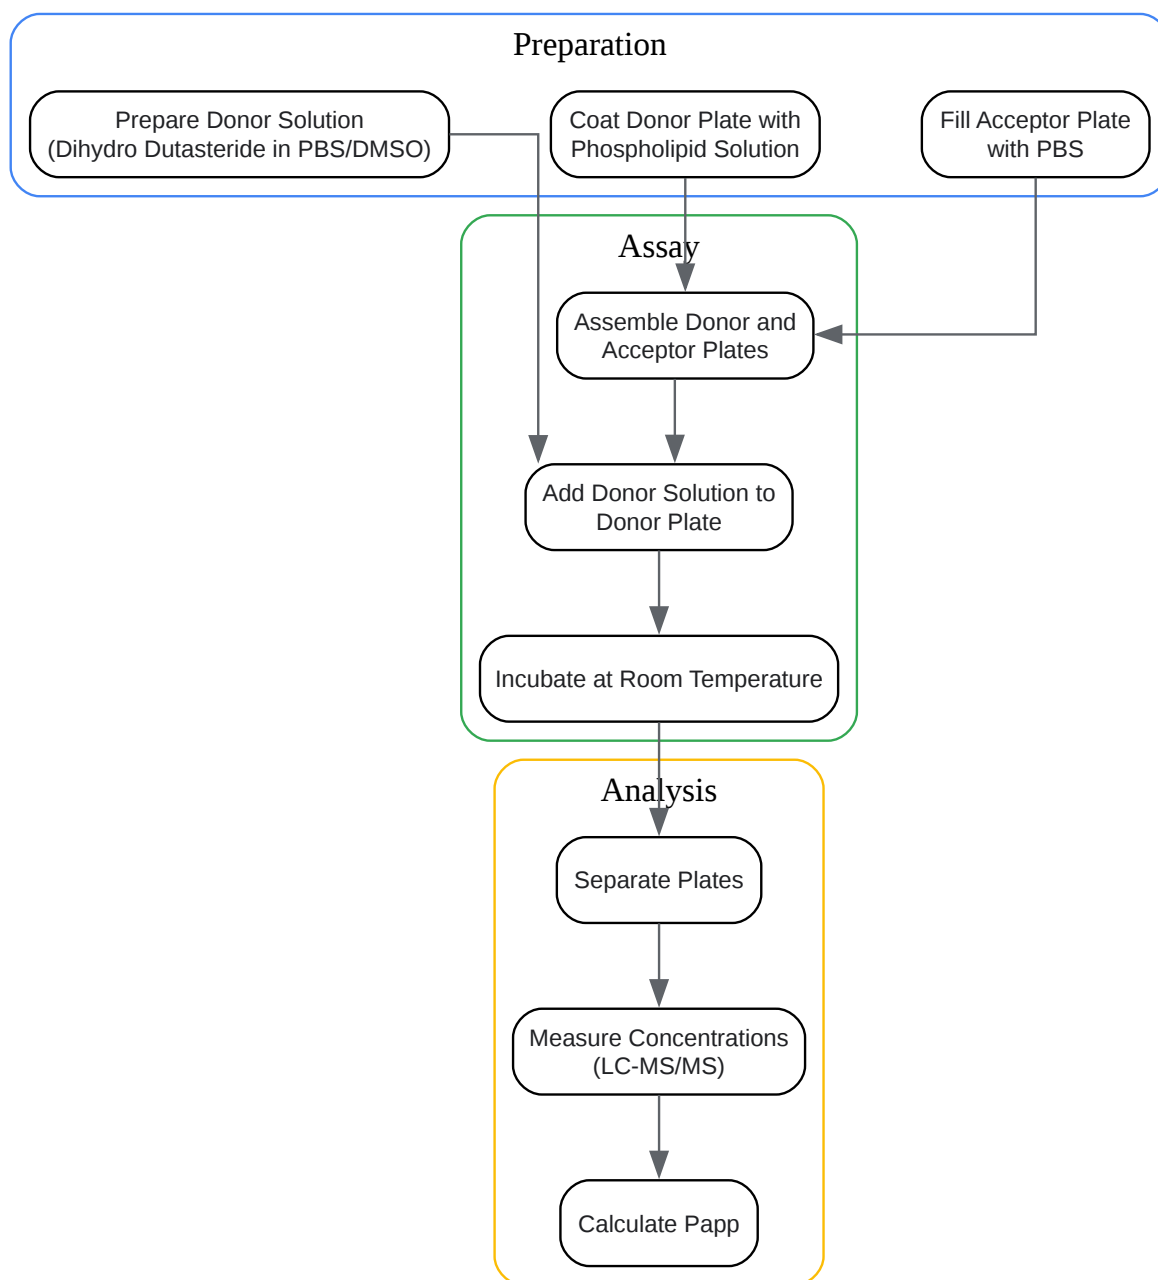 Preparation
Prepare Donor Solution
(Dihydro Dutasteride in PBS/DMSO)
Coat Donor Plate with
Phospholipid Solution
Fill Acceptor Plate
with PBS
Assay
Assemble Donor and
Acceptor Plates
Add Donor Solution to
Donor Plate
Incubate at Room Temperature
Analysis
Separate Plates
Measure Concentrations
(LC-MS/MS)
Calculate Papp